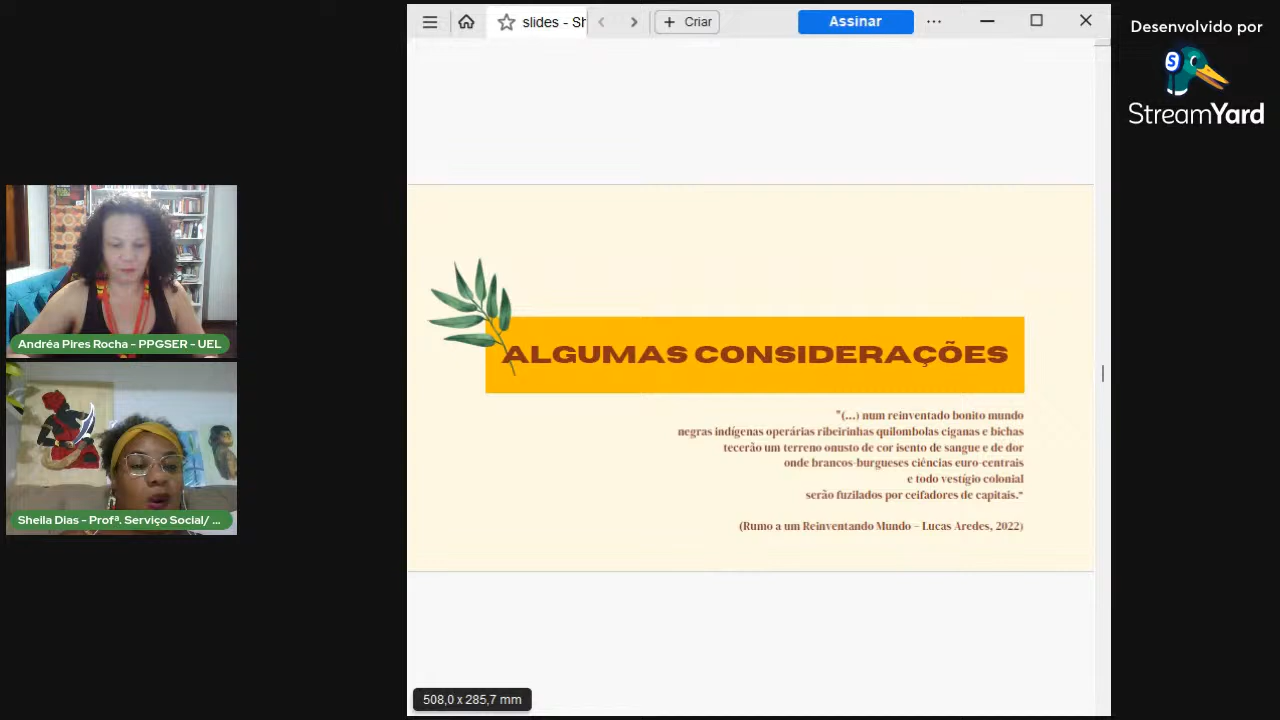 slides - Sh
Criar
Assinar
Desenvolvido por
StreamYard
Andréa Pires Rocha - PPGSER - UEL
Sheila Dias - Profª. Serviço Social/ ...
ALGUMAS CONSIDERAÇÕES
"(...) num reinventado bonito mundo
negras indígenas operárias ribeirinhas quilombolas ciganas e bichas
tecerão um terreno onusto de cor isento de sangue e de dor
onde brancos-burgueses ciências euro-centrais
e todo vestígio colonial
serão fuzilados por ceifadores de capitais."
(Rumo a um Reinventando Mundo – Lucas Aredes, 2022)
508,0 x 285,7 mm